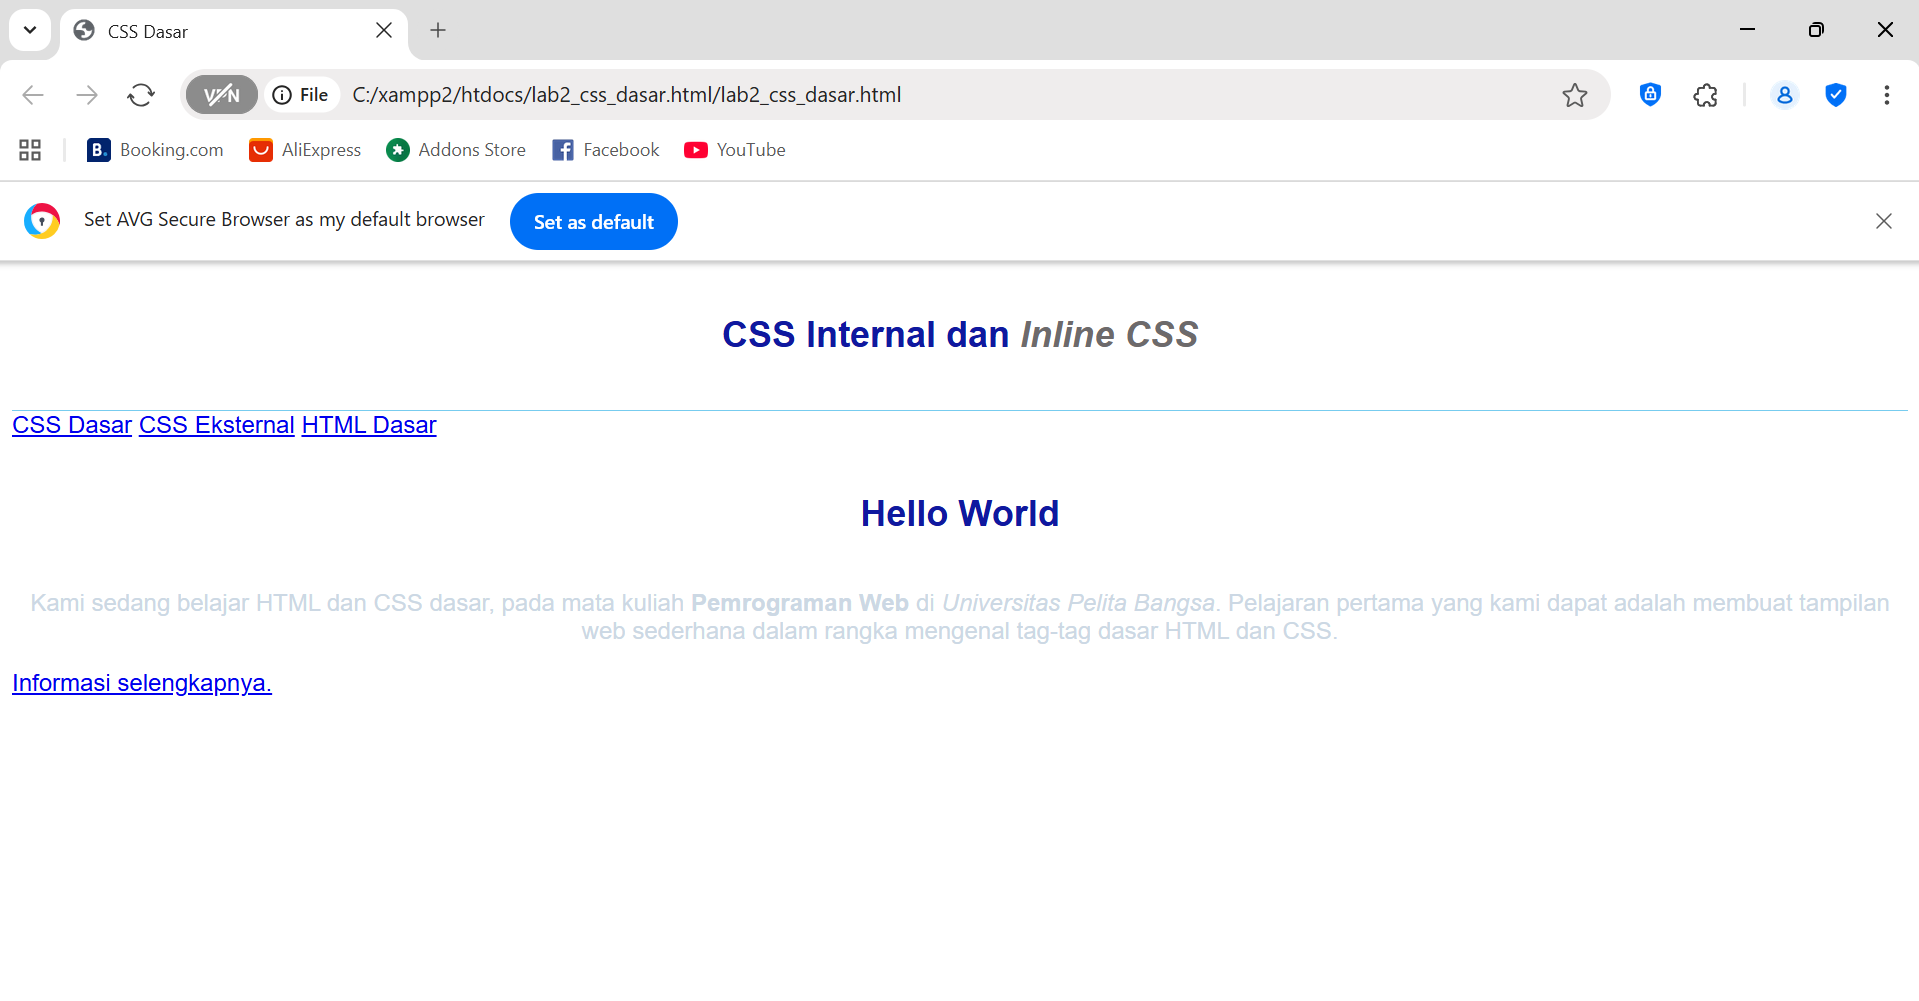 CSS Dasar
VPN File C:/xampp2/htdocs/lab2_css_dasar.html/lab2_css_dasar.html
B. Booking.com AliExpress Addons Store Facebook YouTube
Set AVG Secure Browser as my default browser Set as default
CSS Internal dan Inline CSS
CSS Dasar CSS Eksternal HTML Dasar
Hello World
Kami sedang belajar HTML dan CSS dasar, pada mata kuliah Pemrograman Web di Universitas Pelita Bangsa. Pelajaran pertama yang kami dapat adalah membuat tampilan
web sederhana dalam rangka mengenal tag-tag dasar HTML dan CSS.
Informasi selengkapnya.